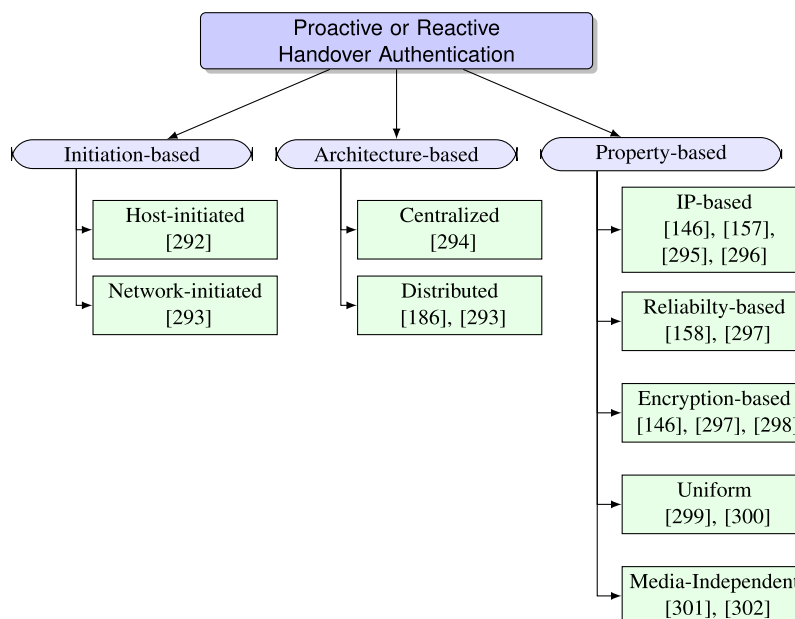 Proactive or Reactive
Handover Authentication
Initiation-based
Architecture-based
Property-based
Host-initiated
[292]
Network-initiated
[293]
Centralized
[294]
Distributed
[186], [293]
IP-based
[146], [157],
[295], [296]
Reliabilty-based
[158], [297]
Encryption-based
[146], [297], [298]
Uniform
[299], [300]
Media-Independent
[301], [302]